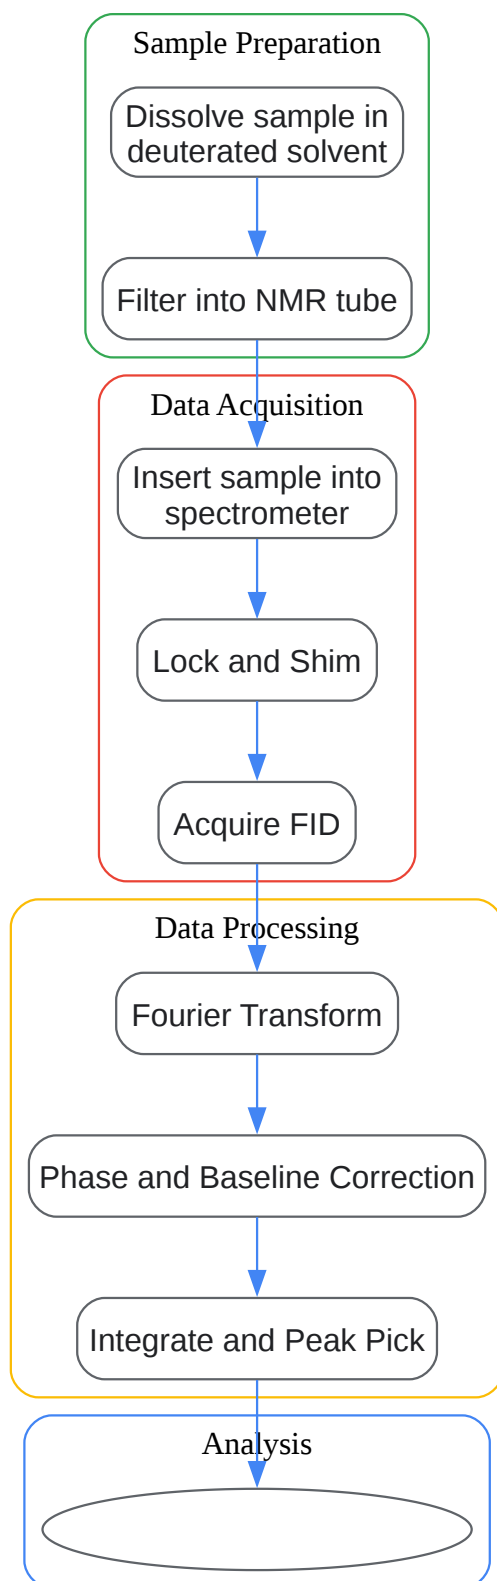 Sample Preparation
Dissolve sample in
deuterated solvent
Filter into NMR tube
Data Acquisition
Insert sample into
spectrometer
Lock and Shim
Acquire FID
Data Processing
Fourier Transform
Phase and Baseline Correction
Integrate and Peak Pick
Analysis